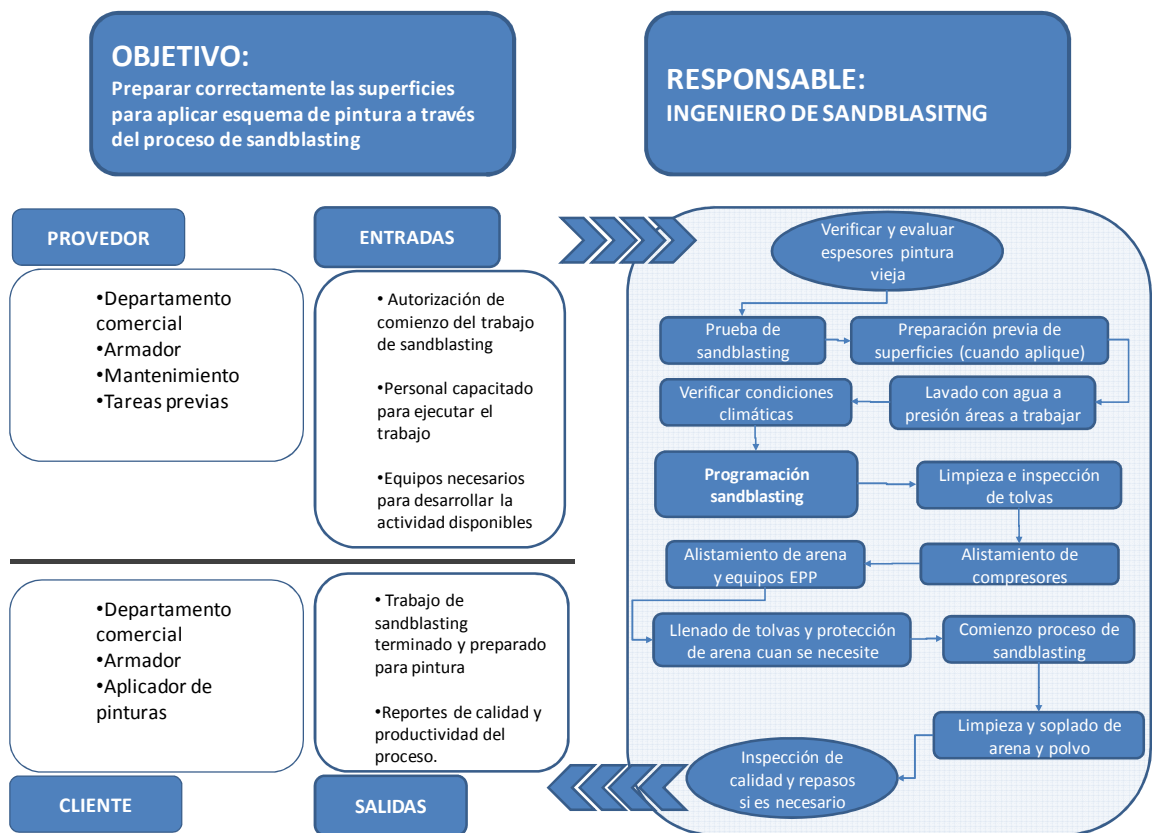 OBJETIVO:
Preparar correctamente las superficies
para aplicar esquema de pintura a través
del proceso de sandblasting
RESPONSABLE:
INGENIERO DE SANDBLASITNG
PROVEDOR
•Departamento
comercial
•Armador
•Mantenimiento
•Tareas previas
ENTRADAS
• Autorización de
comienzo del trabajo
de sandblasting
•Personal capacitado
para ejecutar el
trabajo
•Equipos necesarios
para desarrollar la
actividad disponibles
Verificar y evaluar
espesores pintura
vieja
Prueba de
sandblasting
Preparación previa de
superficies (cuando aplique)
Lavado con agua a
presión áreas a trabajar
Verificar condiciones
climáticas
Programación
sandblasting
Limpieza e inspección
de tolvas
Alistamiento de
compresores
Alistamiento de arena
y equipos EPP
Llenado de tolvas y protección
de arena cuan se necesite
Comienzo proceso de
sandblasting
Limpieza y soplado de
arena y polvo
Inspección de
calidad y repasos
si es necesario
•Departamento
comercial
•Armador
•Aplicador de
pinturas
CLIENTE
• Trabajo de
sandblasting
terminado y preparado
para pintura
•Reportes de calidad y
productividad del
proceso.
SALIDAS